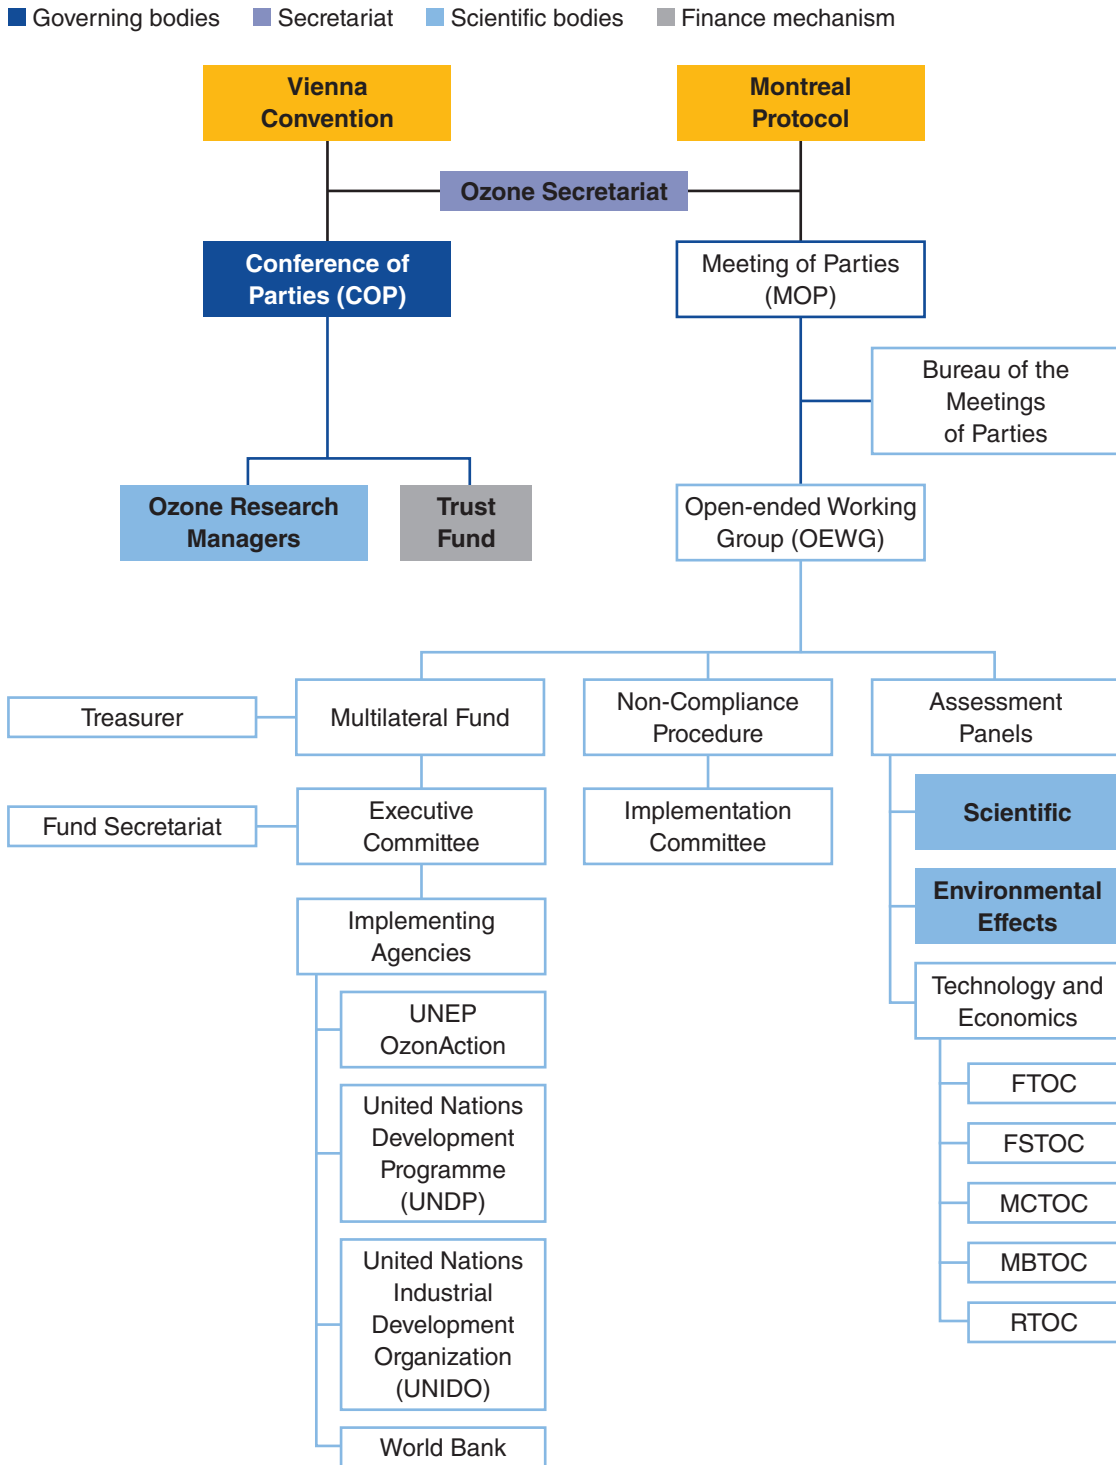 Governing bodies
Secretariat
Scientific bodies
Finance mechanism
Vienna
Convention
Montreal
Protocol
Ozone Secretariat
Conference of
Parties (COP)
Meeting of Parties
(MOP)
Bureau of the
Meetings
of Parties
Ozone Research
Managers
Trust
Fund
Open-ended Working
Group (OEWG)
Treasurer
Multilateral Fund
Non-Compliance
Procedure
Assessment
Panels
Fund Secretariat
Executive
Committee
Implementation
Committee
Scientific
Environmental
Effects
Implementing
Agencies
Technology and
Economics
UNEP
OzonAction
United Nations
Development
Programme
(UNDP)
United Nations
Industrial
Development
Organization
(UNIDO)
World Bank
FTOC
FSTOC
MCTOC
MBTOC
RTOC